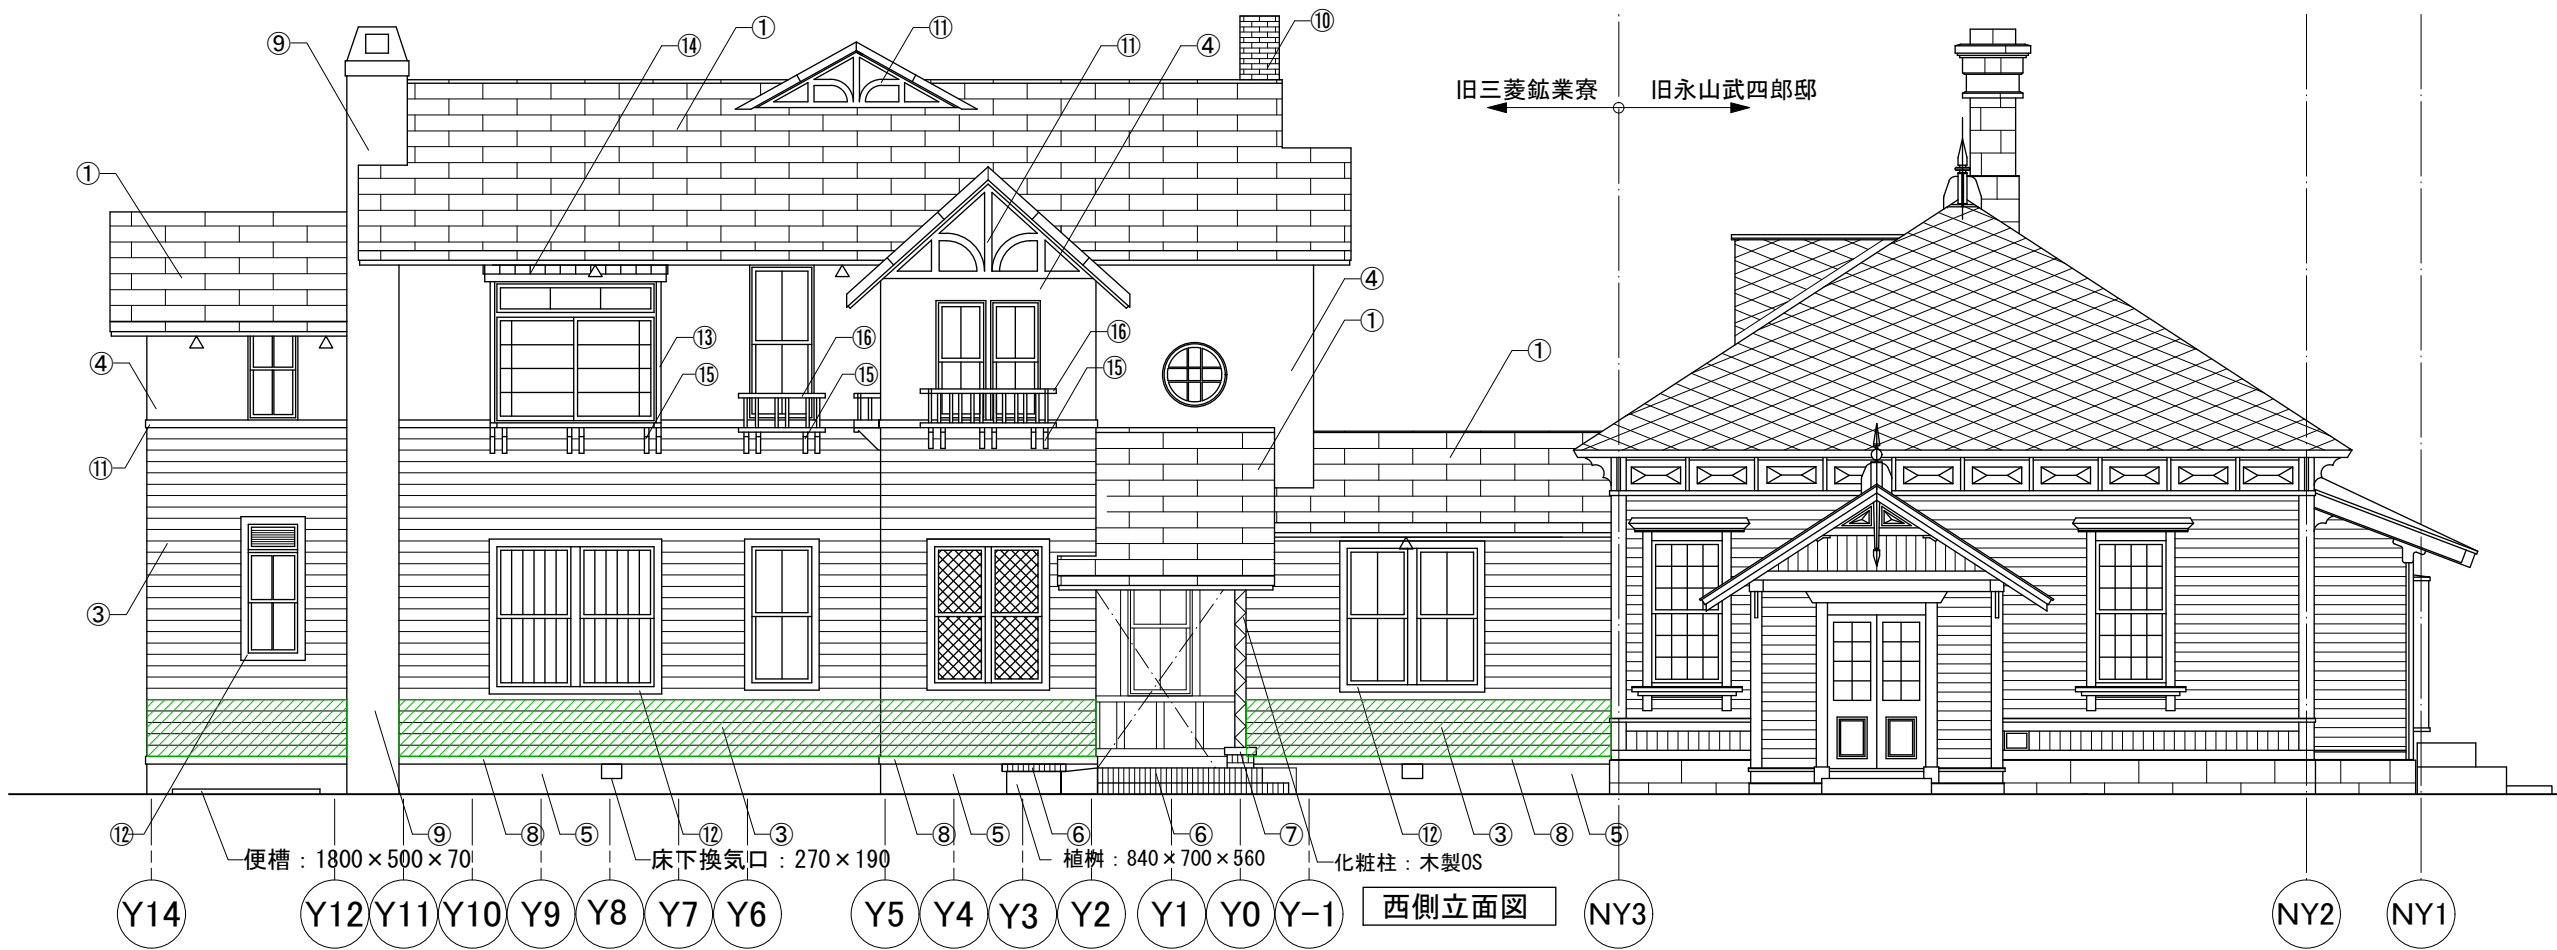 ⑩
① ⑪
⑨ ⑭ ⑪ ④
旧三菱鉱業寮 旧永山武四郎邸
①
④
①
⑬ ⑯ ⑯
④ ⑮ ⑮ ⑮ ①
⑪
③
⑫ ⑨ ⑧ ⑤ ⑫ ③ ⑧ ⑤ ⑥ ⑥ ⑦ ⑫ ③ ⑧ ⑤
便槽：1800×500×70 床下換気口：270×190 植桝：840×700×560 化粧柱：木製OS
Y14 Y12 Y11 Y10 Y9 Y8 Y7 Y6 Y5 Y4 Y3 Y2 Y1 Y0 Y-1 西側立面図 NY3 NY2 NY1